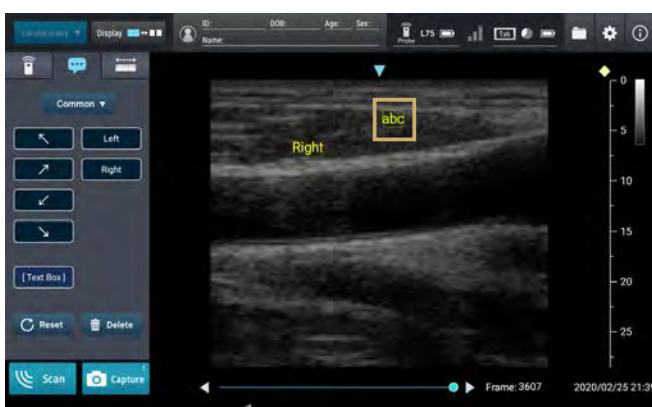 Display
ID: DOB: Age: Sex:
Name:
Probe
L75
Tab
Common ▼
Left
Right
[Text Box]
Reset
Delete
Scan
Capture
abc
Right
0
5
10
15
20
25
Frame: 3607
2020/02/25 21:39